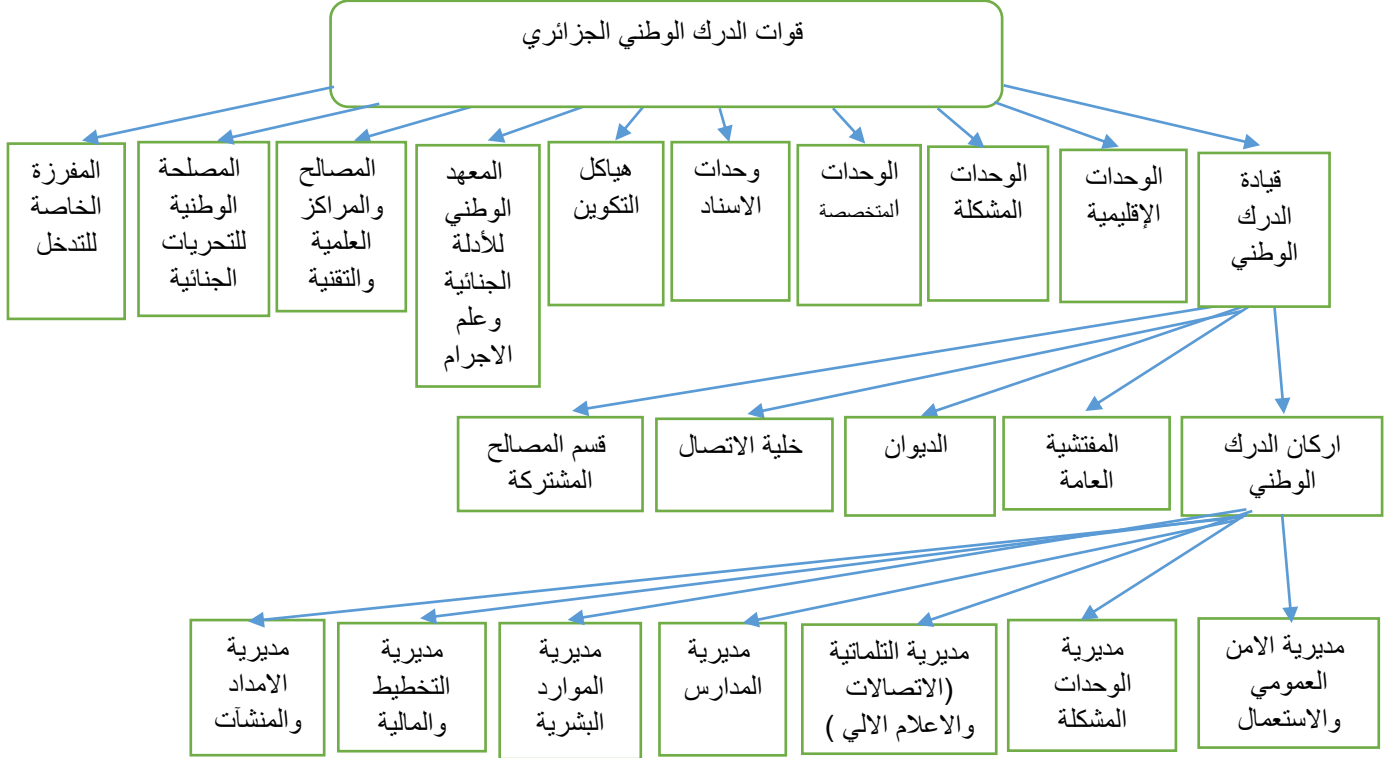 قوات الدرك الوطني الجزائري
قيادة
الدرك
الوطني
الوحدات
الإقليمية
الوحدات
المشكلة
الوحدات
المتخصصة
وحدات
الاسناد
هياكل
التكوين
المعهد
الوطني
للأدلة
الجنائية
وعلم
الاجرام
المصالح
والمراكز
العلمية
والتقنية
المصلحة
الوطنية
للتحريات
الجنائية
المفرزة
الخاصة
للتدخل
اركان الدرك
الوطني
المفتشية
العامة
الديوان
خلية الاتصال
قسم المصالح
المشتركة
مديرية الامن
العمومي
والاستعمال
مديرية
الوحدات
المشكلة
مديرية التلماتية
(الاتصالات
والاعلام الالي )
مديرية
المدارس
مديرية
الموارد
البشرية
مديرية
التخطيط
والمالية
مديرية
الامداد
والمنشآت